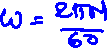 ω = 2πN/60